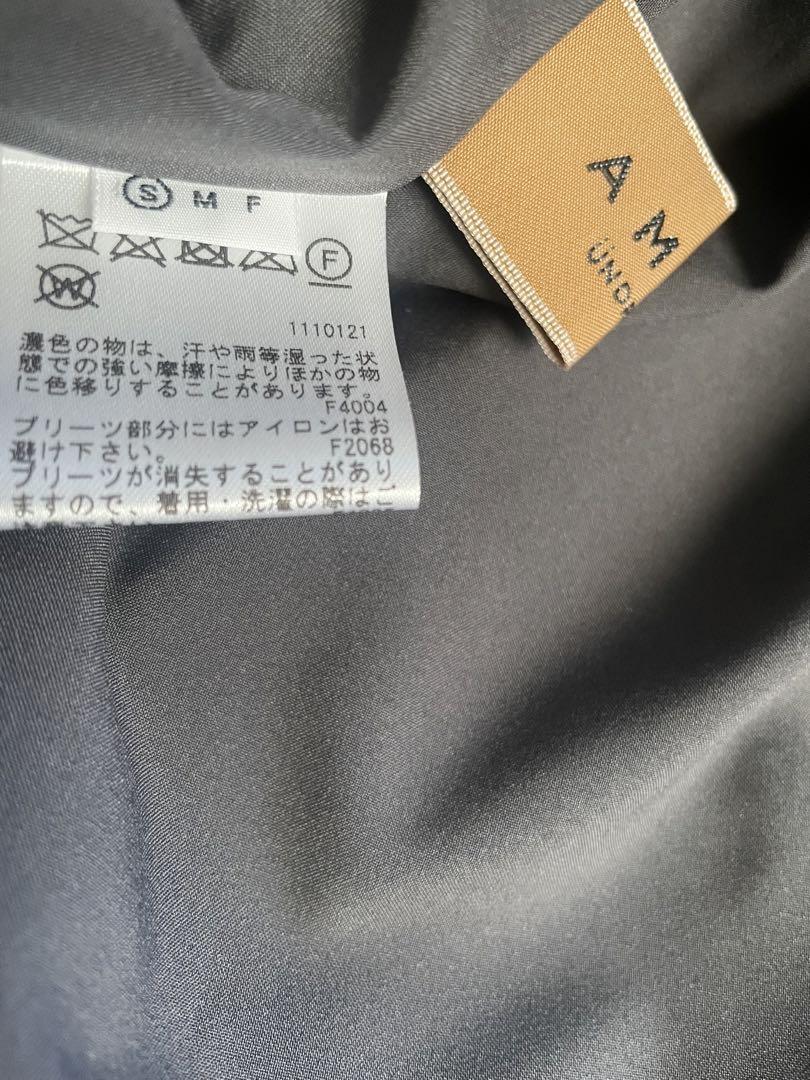 S M F
F
W
1110121
濃色の物は、汗や雨等湿った状
態での強い摩擦によりほかの物
に色移りすることがあります。
F4004
プリーツ部分にはアイロンはお
避け下さい。 F2068
プリーツが消失することがあり
ますので、着用・洗濯の際はご
A M
UND